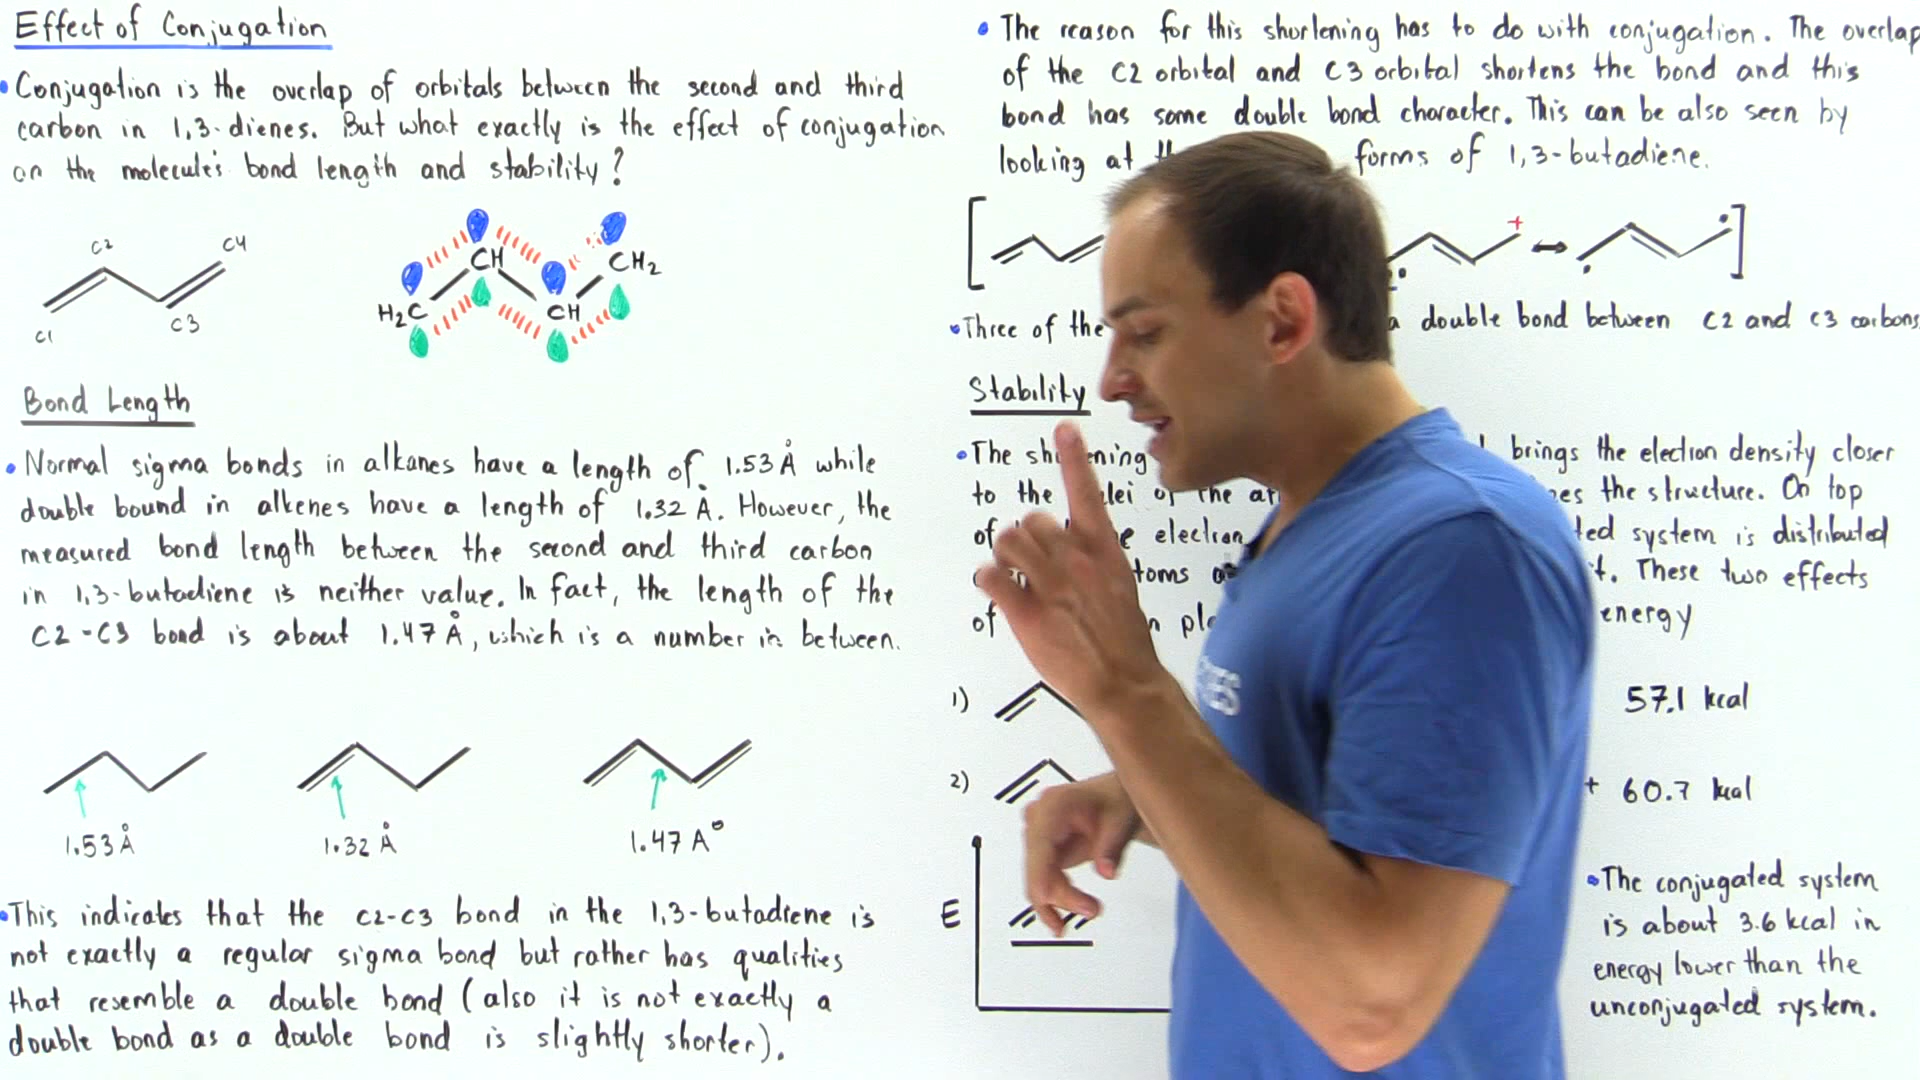 Effect of Conjugation
• Conjugation is the overlap of orbitals between the second and third
carbon in 1,3-dienes. But what exactly is the effect of conjugation
on the molecule's bond length and stability?
C2
C4
C1
C3
CH
CH2
H2C
CH
Bond Length
• Normal sigma bonds in alkanes have a length of 1.53 Å while
double bound in alkenes have a length of 1.32 Å. However, the
measured bond length between the second and third carbon
in 1,3-butadiene is neither value. In fact, the length of the
C2-C3 bond is about 1.47 Å, which is a number in between.
1.53 Å
1.32 Å
1.47 A°
• This indicates that the C2-C3 bond in the 1,3-butadiene is
not exactly a regular sigma bond but rather has qualities
that resemble a double bond (also it is not exactly a
double bond as a double bond is slightly shorter).
• The reason for this shortening has to do with conjugation. The overlap
of the C2 orbital and C3 orbital shortens the bond and this
bond has some double bond character. This can be also seen by
looking at forms of 1,3-butadiene.
+
• Three of the a double bond between C2 and C3 carbons
Stability
• The brings the electron density closer
to the of the the structure. On top
of electron system is distributed
These two effects
of energy
1) 57.1 kcal
2) + 60.7 kcal
E
• The conjugated system
is about 3.6 kcal in
energy lower than the
unconjugated system.